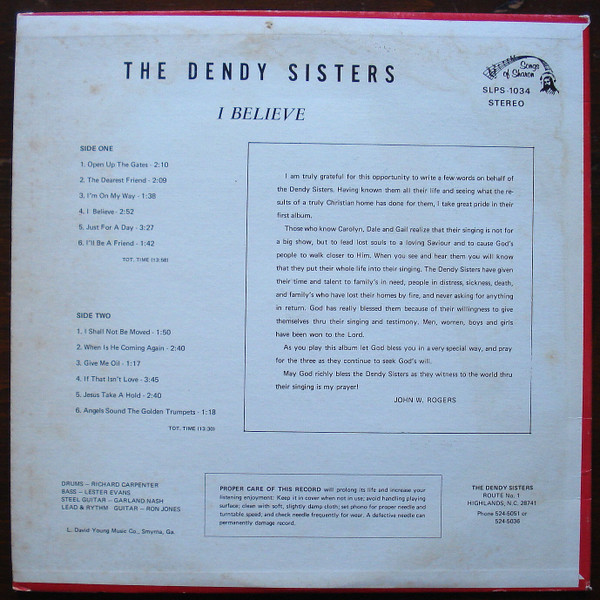 THE DENDY SISTERS
I BELIEVE
Songs
of Sharon
SLPS-1034
STEREO
SIDE ONE
1. Open Up The Gates - 2:10
2. The Dearest Friend - 2:09
3. I'm On My Way - 1:38
4. I Believe - 2:52
5. Just For A Day - 3:27
6. I'll Be A Friend - 1:42
TOT. TIME (13:58)
SIDE TWO
1. I Shall Not Be Moved - 1:50
2. When Is He Coming Again - 2:40
3. Give Me Oil - 1:17
4. If That Isn't Love - 3:45
5. Jesus Take A Hold - 2:40
6. Angels Sound The Golden Trumpets - 1:18
TOT. TIME (13:30)
I am truly grateful for this opportunity to write a few words on behalf of
the Dendy Sisters. Having known them all their life and seeing what the re-
sults of a truly Christian home has done for them, I take great pride in their
first album.
Those who know Carolyn, Dale and Gail realize that their singing is not for
a big show, but to lead lost souls to a loving Saviour and to cause God's
people to walk closer to Him. When you see and hear them you will know
that they put their whole life into their singing. The Dendy Sisters have given
their time and talent to family's in need, people in distress, sickness, death,
and family's who have lost their homes by fire, and never asking for anything
in return. God has really blessed them because of their willingness to give
themselves thru their singing and testimony. Men, women, boys and girls
have been won to the Lord.
As you play this album let God bless you in a very special way, and pray
for the three as they continue to seek God's will.
May God richly bless the Dendy Sisters as they witness to the world thru
their singing is my prayer!
JOHN W. ROGERS
DRUMS – RICHARD CARPENTER
BASS – LESTER EVANS
STEEL GUITAR – GARLAND NASH
LEAD & RYTHM GUITAR – RON JONES
L. David Young Music Co., Smyrna, Ga.
PROPER CARE OF THIS RECORD will prolong its life and increase your
listening enjoyment: Keep it in cover when not in use; avoid handling playing
surface; clean with soft, slightly damp cloth; set phono for proper needle and
turntable speed; and check needle frequently for wear. A defective needle can
permanently damage record.
THE DENDY SISTERS
ROUTE No. 1
HIGHLANDS, N.C. 28741
Phone 524-5051 or
524-5036